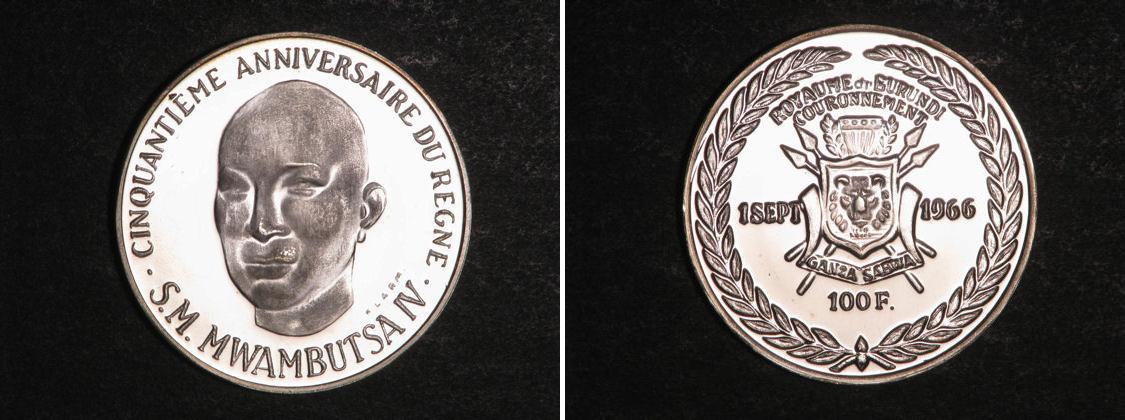 · CINQUANTIÈME ANNIVERSAIRE DU REGNE ·
S.M. MWAMBUTSA IV
ROYAUME du BURUNDI
COURONNEMENT
1 SEPT 1966
GANZA SABWA
100 F.